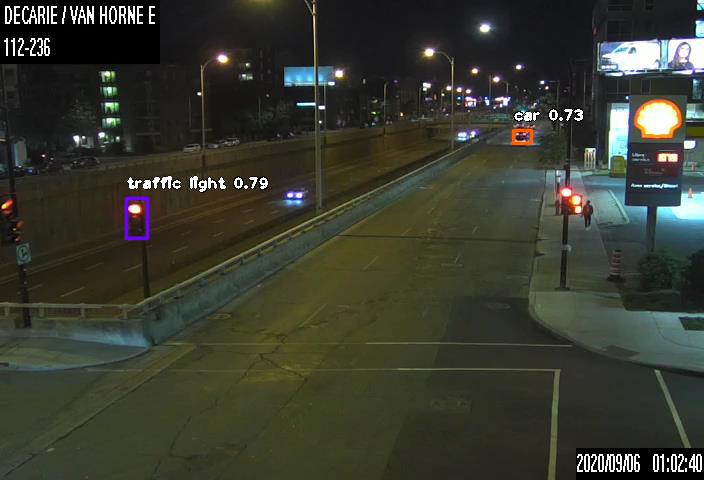 DECARIE / VAN HORNE E
112-236
car 0.73
traffic light 0.79
2020/09/06 01:02:40